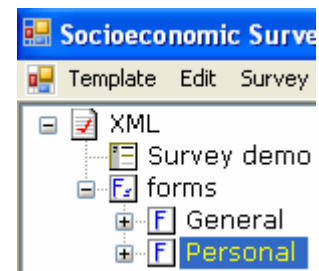 Socioeconomic Surve
Template Edit Survey
XML
Survey demo
F forms
F General
F Personal